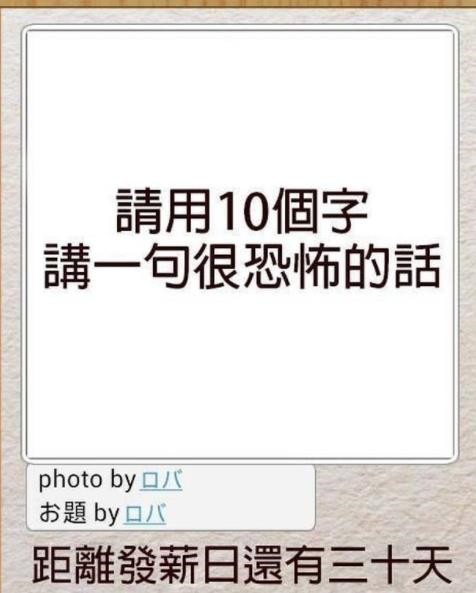 請用10個字
講一句很恐怖的話
photo by ロバ
お題 by ロバ
距離發薪日還有三十天